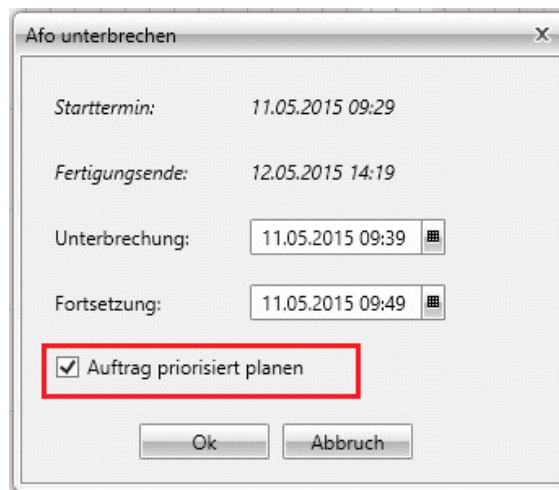 Afo unterbrechen
Starttermin: 11.05.2015 09:29
Fertigungsende: 12.05.2015 14:19
Unterbrechung: 11.05.2015 09:39
Fortsetzung: 11.05.2015 09:49
Auftrag priorisiert planen
Ok Abbruch